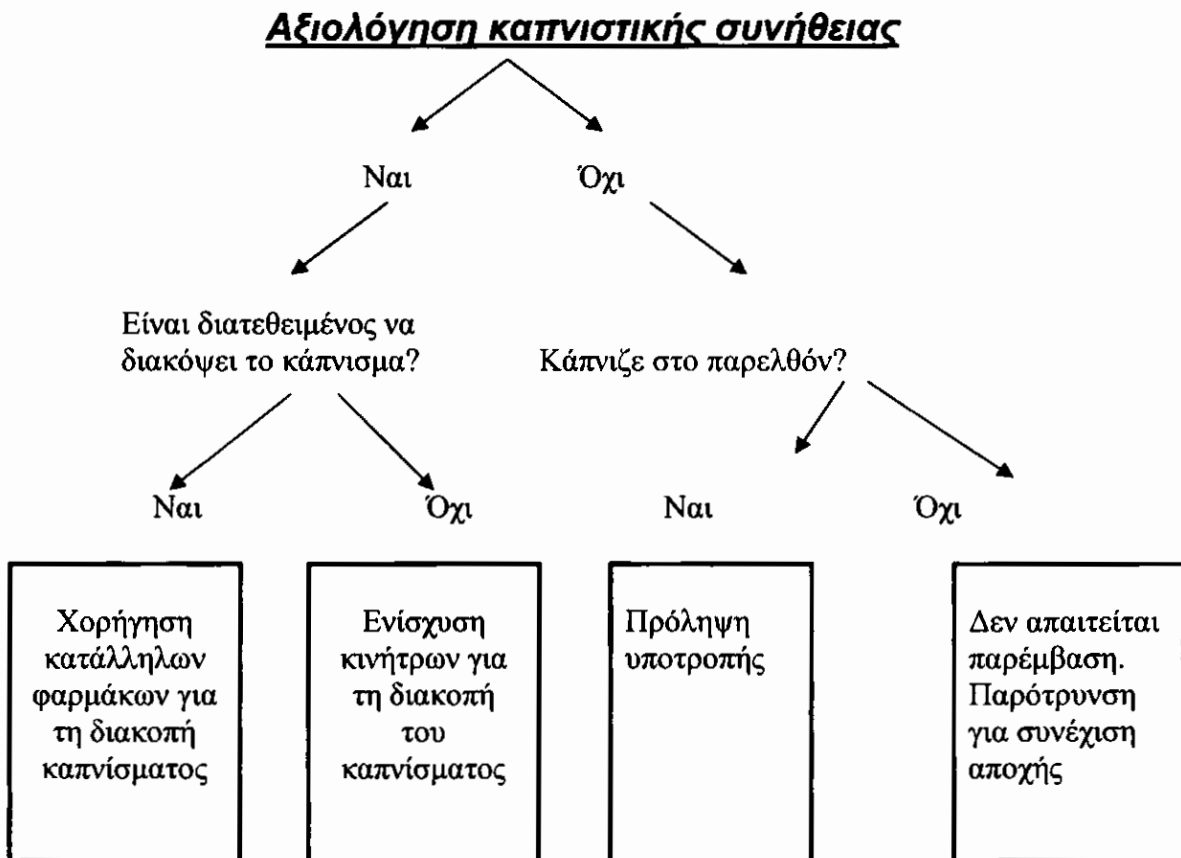 Αξιολόγηση καπνιστικής συνήθειας
Ναι
Όχι
Είναι διατεθειμένος να
διακόψει το κάπνισμα?
Κάπνιζε στο παρελθόν?
Ναι
Όχι
Ναι
Όχι
Χορήγηση
κατάλληλων
φαρμάκων για
τη διακοπή
καπνίσματος
Ενίσχυση
κινήτρων για
τη διακοπή
του
καπνίσματος
Πρόληψη
υποτροπής
Δεν απαιτείται
παρέμβαση.
Παρότρυνση
για συνέχιση
αποχής